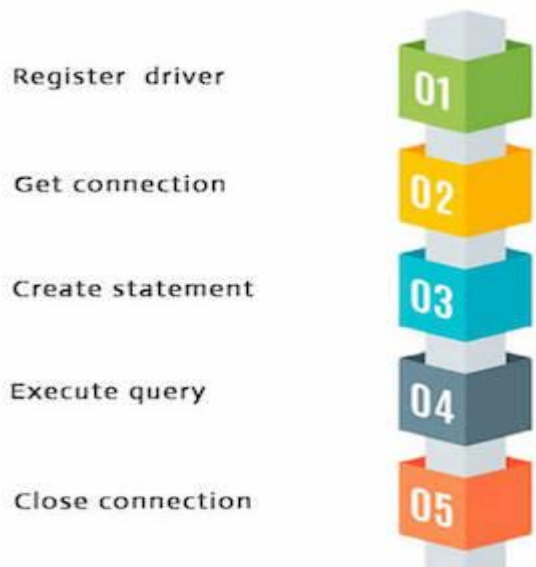 Register driver
01
Get connection
02
Create statement
03
Execute query
04
Close connection
05